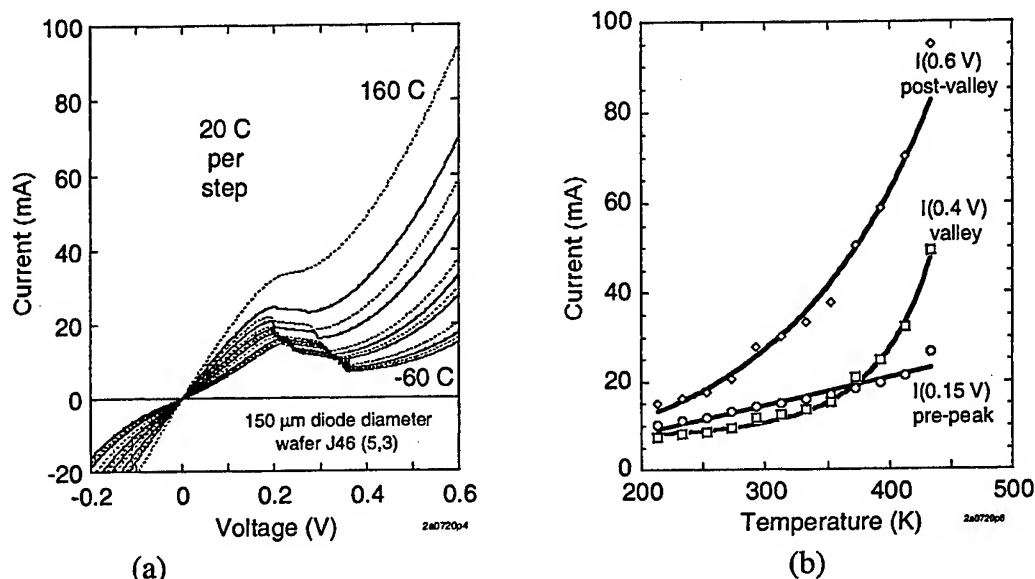 100
80
60
40
20
0
-20
Current (mA)
160 C
20 C
per
step
-60 C
150 µm diode diameter
wafer J46 (5,3)
-0.2
0
0.2
0.4
0.6
Voltage (V)
2a0720p4
(a)
100
80
60
40
20
0
Current (mA)
I(0.6 V)
post-valley
I(0.4 V)
valley
I(0.15 V)
pre-peak
200
300
400
500
Temperature (K)
(b)